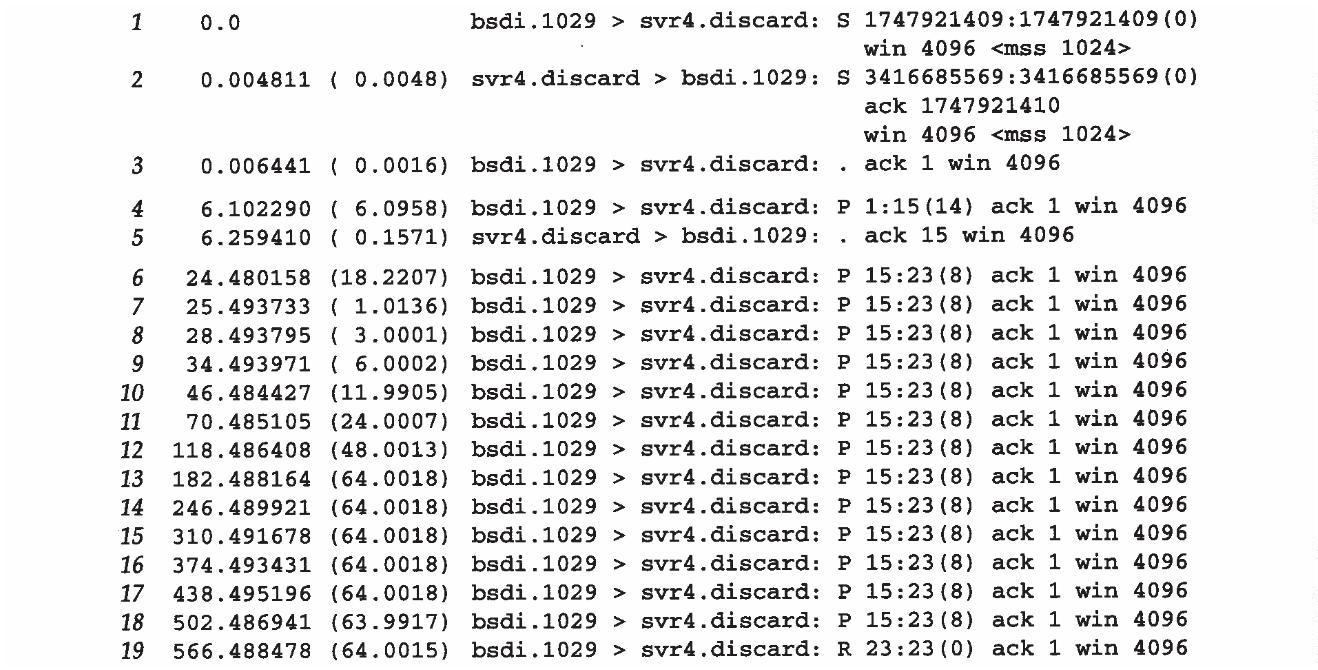 1 0.0 bsdi.1029 > svr4.discard: S 1747921409:1747921409(0)
win 4096 <mss 1024>
2 0.004811 ( 0.0048) svr4.discard > bsdi.1029: S 3416685569:3416685569(0)
ack 1747921410
win 4096 <mss 1024>
3 0.006441 ( 0.0016) bsdi.1029 > svr4.discard: . ack 1 win 4096
4 6.102290 ( 6.0958) bsdi.1029 > svr4.discard: P 1:15(14) ack 1 win 4096
5 6.259410 ( 0.1571) svr4.discard > bsdi.1029: . ack 15 win 4096
6 24.480158 (18.2207) bsdi.1029 > svr4.discard: P 15:23(8) ack 1 win 4096
7 25.493733 ( 1.0136) bsdi.1029 > svr4.discard: P 15:23(8) ack 1 win 4096
8 28.493795 ( 3.0001) bsdi.1029 > svr4.discard: P 15:23(8) ack 1 win 4096
9 34.493971 ( 6.0002) bsdi.1029 > svr4.discard: P 15:23(8) ack 1 win 4096
10 46.484427 (11.9905) bsdi.1029 > svr4.discard: P 15:23(8) ack 1 win 4096
11 70.485105 (24.0007) bsdi.1029 > svr4.discard: P 15:23(8) ack 1 win 4096
12 118.486408 (48.0013) bsdi.1029 > svr4.discard: P 15:23(8) ack 1 win 4096
13 182.488164 (64.0018) bsdi.1029 > svr4.discard: P 15:23(8) ack 1 win 4096
14 246.489921 (64.0018) bsdi.1029 > svr4.discard: P 15:23(8) ack 1 win 4096
15 310.491678 (64.0018) bsdi.1029 > svr4.discard: P 15:23(8) ack 1 win 4096
16 374.493431 (64.0018) bsdi.1029 > svr4.discard: P 15:23(8) ack 1 win 4096
17 438.495196 (64.0018) bsdi.1029 > svr4.discard: P 15:23(8) ack 1 win 4096
18 502.486941 (63.9917) bsdi.1029 > svr4.discard: P 15:23(8) ack 1 win 4096
19 566.488478 (64.0015) bsdi.1029 > svr4.discard: R 23:23(0) ack 1 win 4096